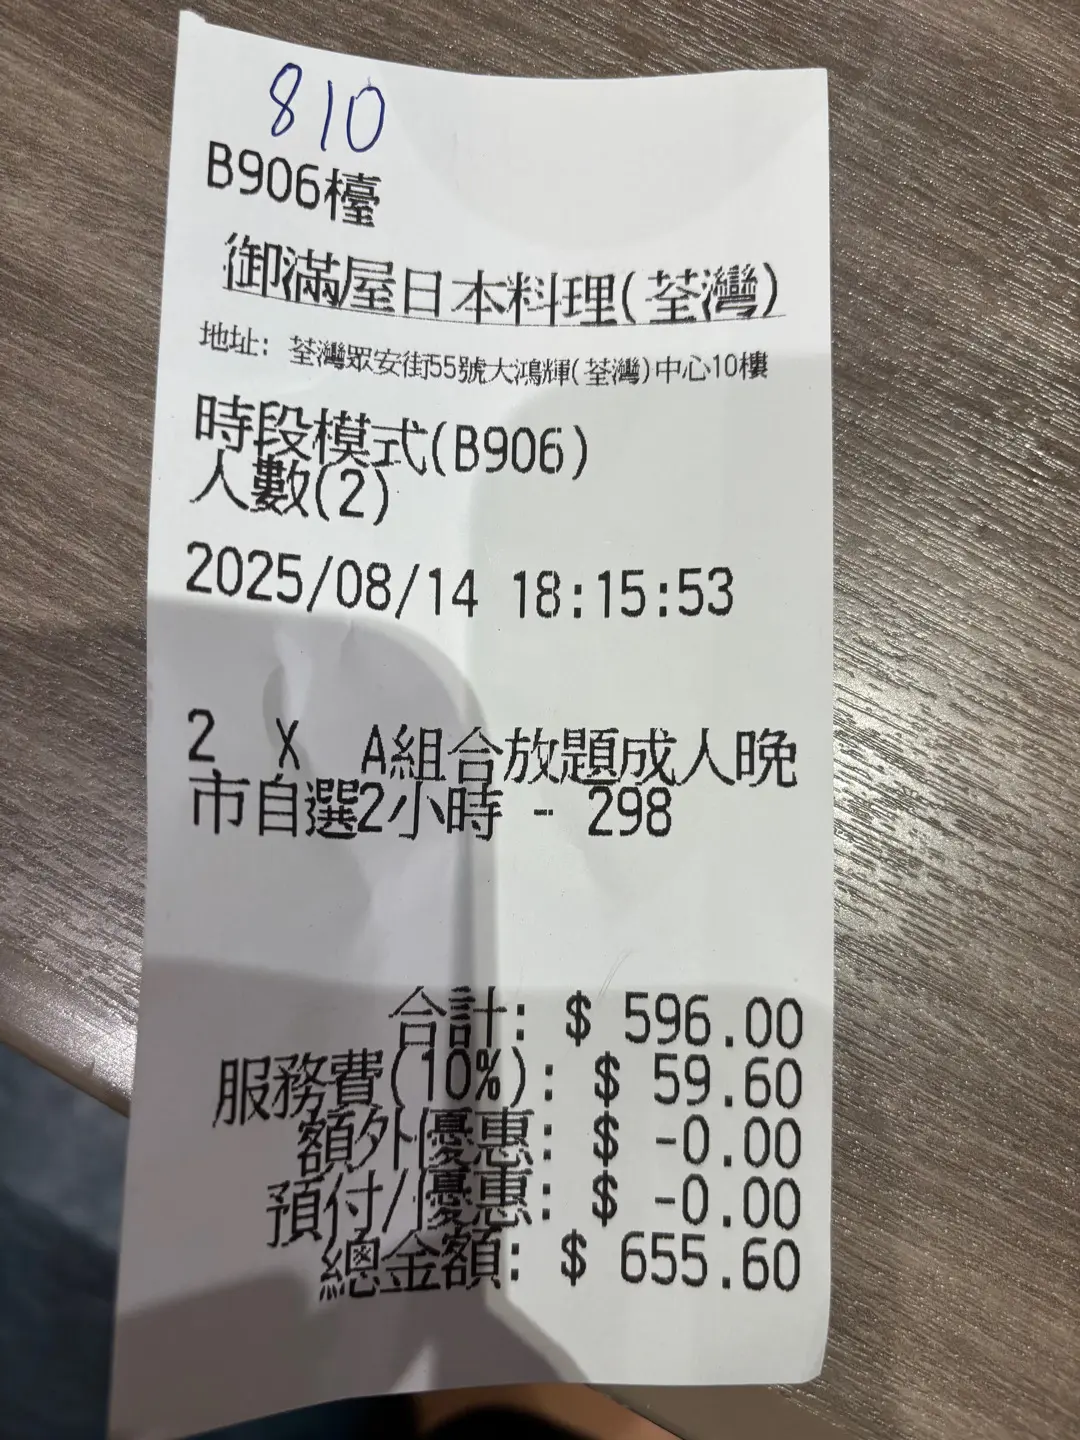 810
B906檯
御滿屋日本料理(荃灣)
地址: 荃灣眾安街55號大鴻輝(荃灣)中心10樓
時段模式(B906)
人數(2)
2025/08/14 18:15:53
2 X A組合放題成人晚
市自選2小時 - 298
合計: $ 596.00
服務費(10%): $ 59.60
額外優惠: $ -0.00
預付/優惠: $ -0.00
總金額: $ 655.60